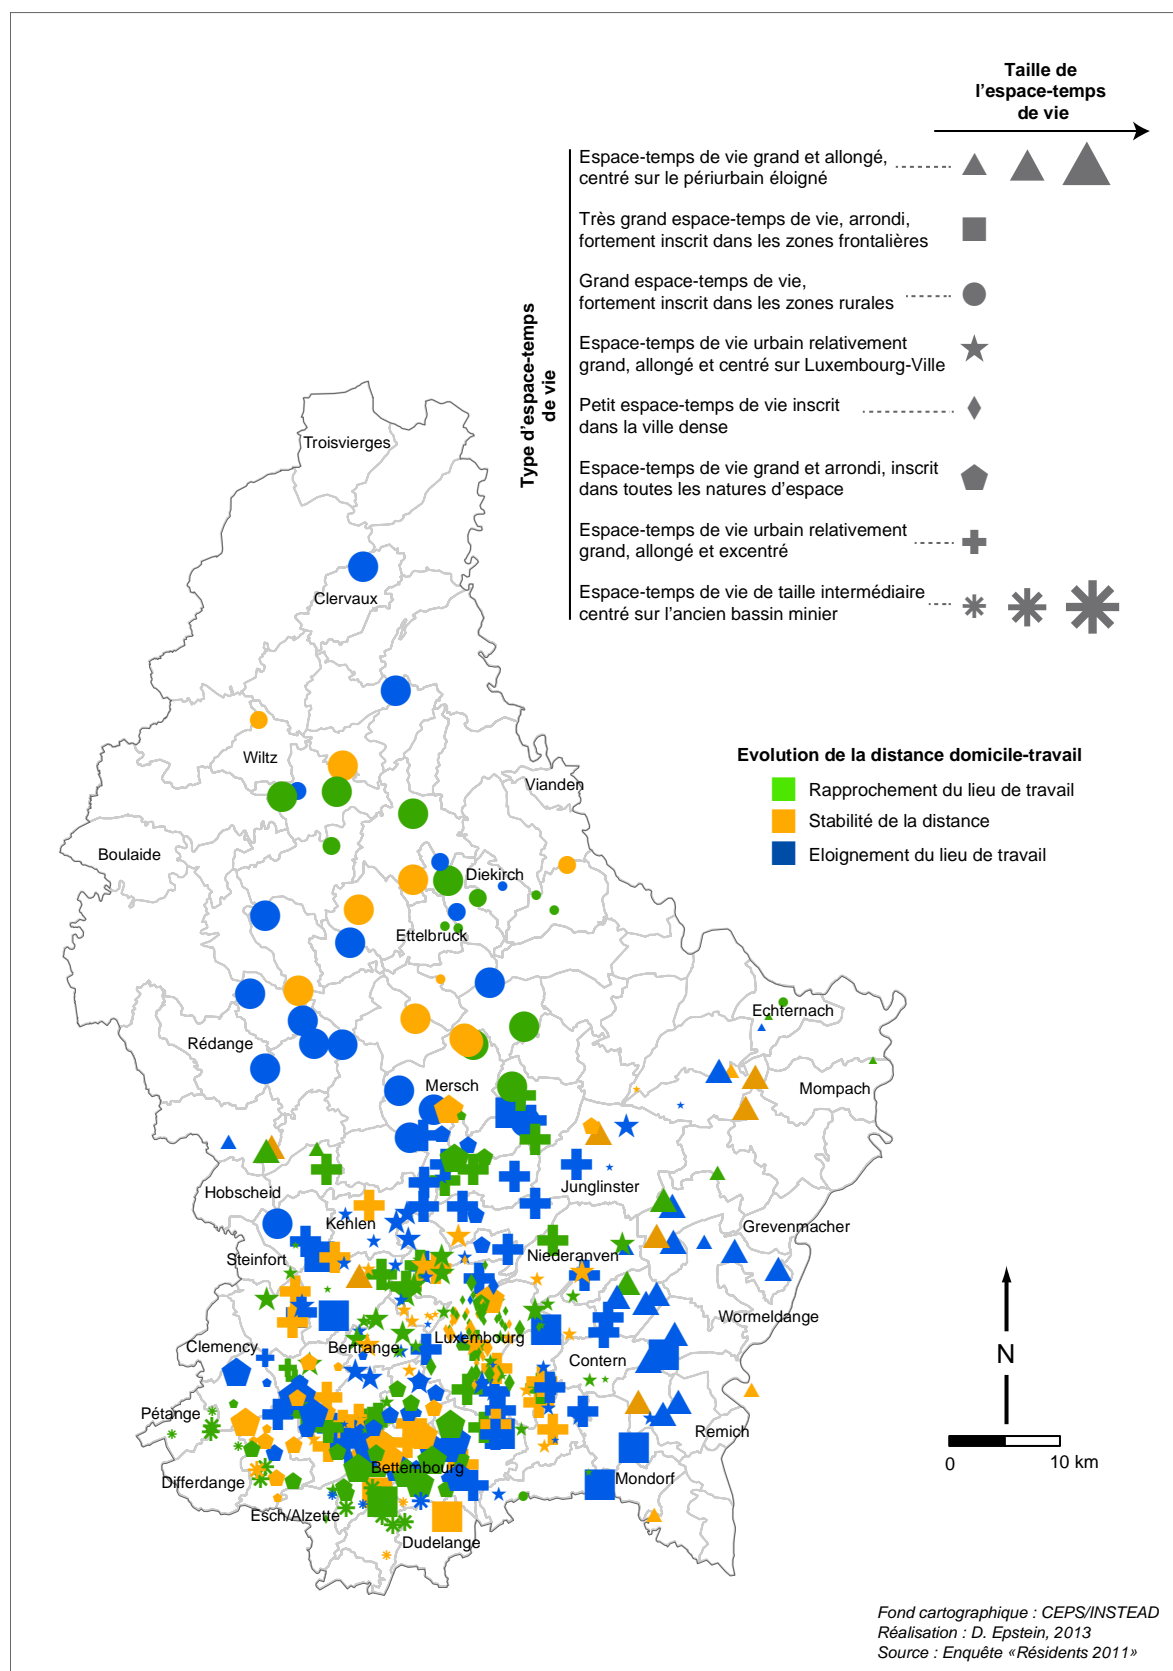 Taille de
l'espace-temps
de vie
Type d'espace-temps
de vie
Espace-temps de vie grand et allongé,
centré sur le périurbain éloigné
Très grand espace-temps de vie, arrondi,
fortement inscrit dans les zones frontalières
Grand espace-temps de vie,
fortement inscrit dans les zones rurales
Espace-temps de vie urbain relativement
grand, allongé et centré sur Luxembourg-Ville
Petit espace-temps de vie inscrit
dans la ville dense
Espace-temps de vie grand et arrondi, inscrit
dans toutes les natures d'espace
Espace-temps de vie urbain relativement
grand, allongé et excentré
Espace-temps de vie de taille intermédiaire
centré sur l'ancien bassin minier
Evolution de la distance domicile-travail
Rapprochement du lieu de travail
Stabilité de la distance
Eloignement du lieu de travail
Troisvierges
Clervaux
Wiltz
Vianden
Boulaide
Diekirch
Ettelbruck
Echternach
Rédange
Mersch
Mompach
Junglinster
Hobscheid
Kehlen
Grevenmacher
Steinfort
Niederanven
Wormeldange
Luxembourg
Clemency
Bertrange
Contern
Pétange
Remich
Differdange
Bettembourg
Mondorf
Esch/Alzette
Dudelange
N
0
10 km
Fond cartographique : CEPS/INSTEAD
Réalisation : D. Epstein, 2013
Source : Enquête «Résidents 2011»